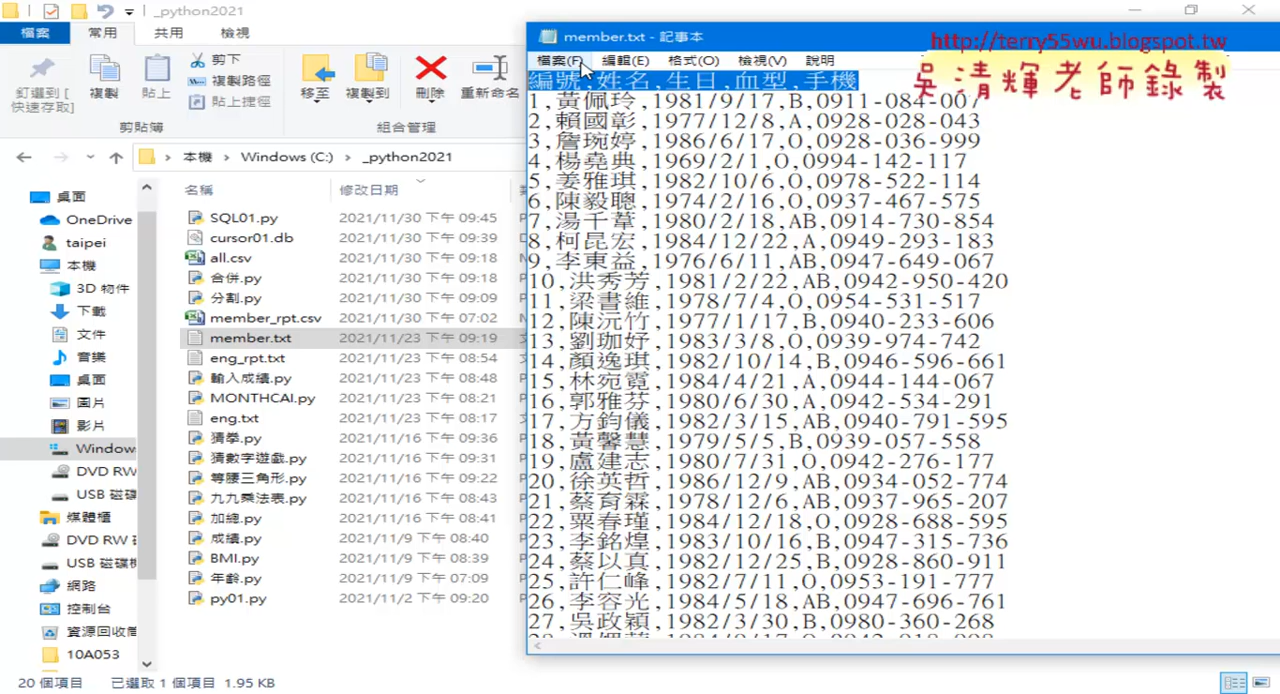 _python2021
檔案 常用 共用 檢視
釘選到 [
快速存取]
複製
貼上
剪下
複製路徑
貼上捷徑
移至
複製到
刪除
重新命名
剪貼簿
組合管理
本機 › Windows (C:) › _python2021
桌面
OneDrive
taipei
本機
3D 物件
下載
文件
音樂
桌面
圖片
影片
Windows
DVD RW
USB 磁碟
媒體櫃
DVD RW
USB 磁碟
網路
控制台
資源回收筒
10A053
名稱 修改日期
SQL01.py 2021/11/30 下午 09:45
cursor01.db 2021/11/30 下午 09:39
all.csv 2021/11/30 下午 09:18
合併.py 2021/11/30 下午 09:18
分割.py 2021/11/30 下午 09:09
member_rpt.csv 2021/11/30 下午 07:02
member.txt 2021/11/23 下午 09:19
eng_rpt.txt 2021/11/23 下午 08:54
輸入成績.py 2021/11/23 下午 08:48
MONTHCAI.py 2021/11/23 下午 08:21
eng.txt 2021/11/23 下午 08:17
猜拳.py 2021/11/16 下午 09:36
猜數字遊戲.py 2021/11/16 下午 09:31
等腰三角形.py 2021/11/16 下午 09:22
九九乘法表.py 2021/11/16 下午 08:43
加總.py 2021/11/16 下午 08:41
成績.py 2021/11/9 下午 08:40
BMI.py 2021/11/9 下午 08:39
年齡.py 2021/11/9 下午 07:09
py01.py 2021/11/2 下午 09:20
20 個項目 已選取 1 個項目 1.95 KB
member.txt - 記事本
檔案(F) 編輯(E) 格式(O) 檢視(V) 說明
http://terry55wu.blogspot.tw
吳清輝老師錄製
編號,姓名,生日,血型,手機
1,黃佩玲,1981/9/17,B,0911-084-007
2,賴國彰,1977/12/8,A,0928-028-043
3,詹琬婷,1986/6/17,O,0928-036-999
4,楊堯典,1969/2/1,O,0994-142-117
5,姜雅琪,1982/10/6,O,0978-522-114
6,陳毅聰,1974/2/16,O,0937-467-575
7,湯千葦,1980/2/18,AB,0914-730-854
8,柯昆宏,1984/12/22,A,0949-293-183
9,李東益,1976/6/11,AB,0947-649-067
10,洪秀芳,1981/2/22,AB,0942-950-420
11,梁書維,1978/7/4,O,0954-531-517
12,陳沅竹,1977/1/17,B,0940-233-606
13,劉珈妤,1983/3/8,O,0939-974-742
14,顏逸琪,1982/10/14,B,0946-596-661
15,林宛霓,1984/4/21,A,0944-144-067
16,郭雅芬,1980/6/30,A,0942-534-291
17,方鈞儀,1982/3/15,AB,0940-791-595
18,黃馨慧,1979/5/5,B,0939-057-558
19,盧建志,1980/7/31,O,0942-276-177
20,徐英哲,1986/12/9,AB,0934-052-774
21,蔡育霖,1978/12/6,AB,0937-965-207
22,粟春瑾,1984/12/18,O,0928-688-595
23,李銘煌,1983/10/16,B,0947-315-736
24,蔡以真,1982/12/25,B,0928-860-911
25,許仁峰,1982/7/11,O,0953-191-777
26,李容光,1984/5/18,AB,0947-696-761
27,吳政穎,1982/3/30,B,0980-360-268